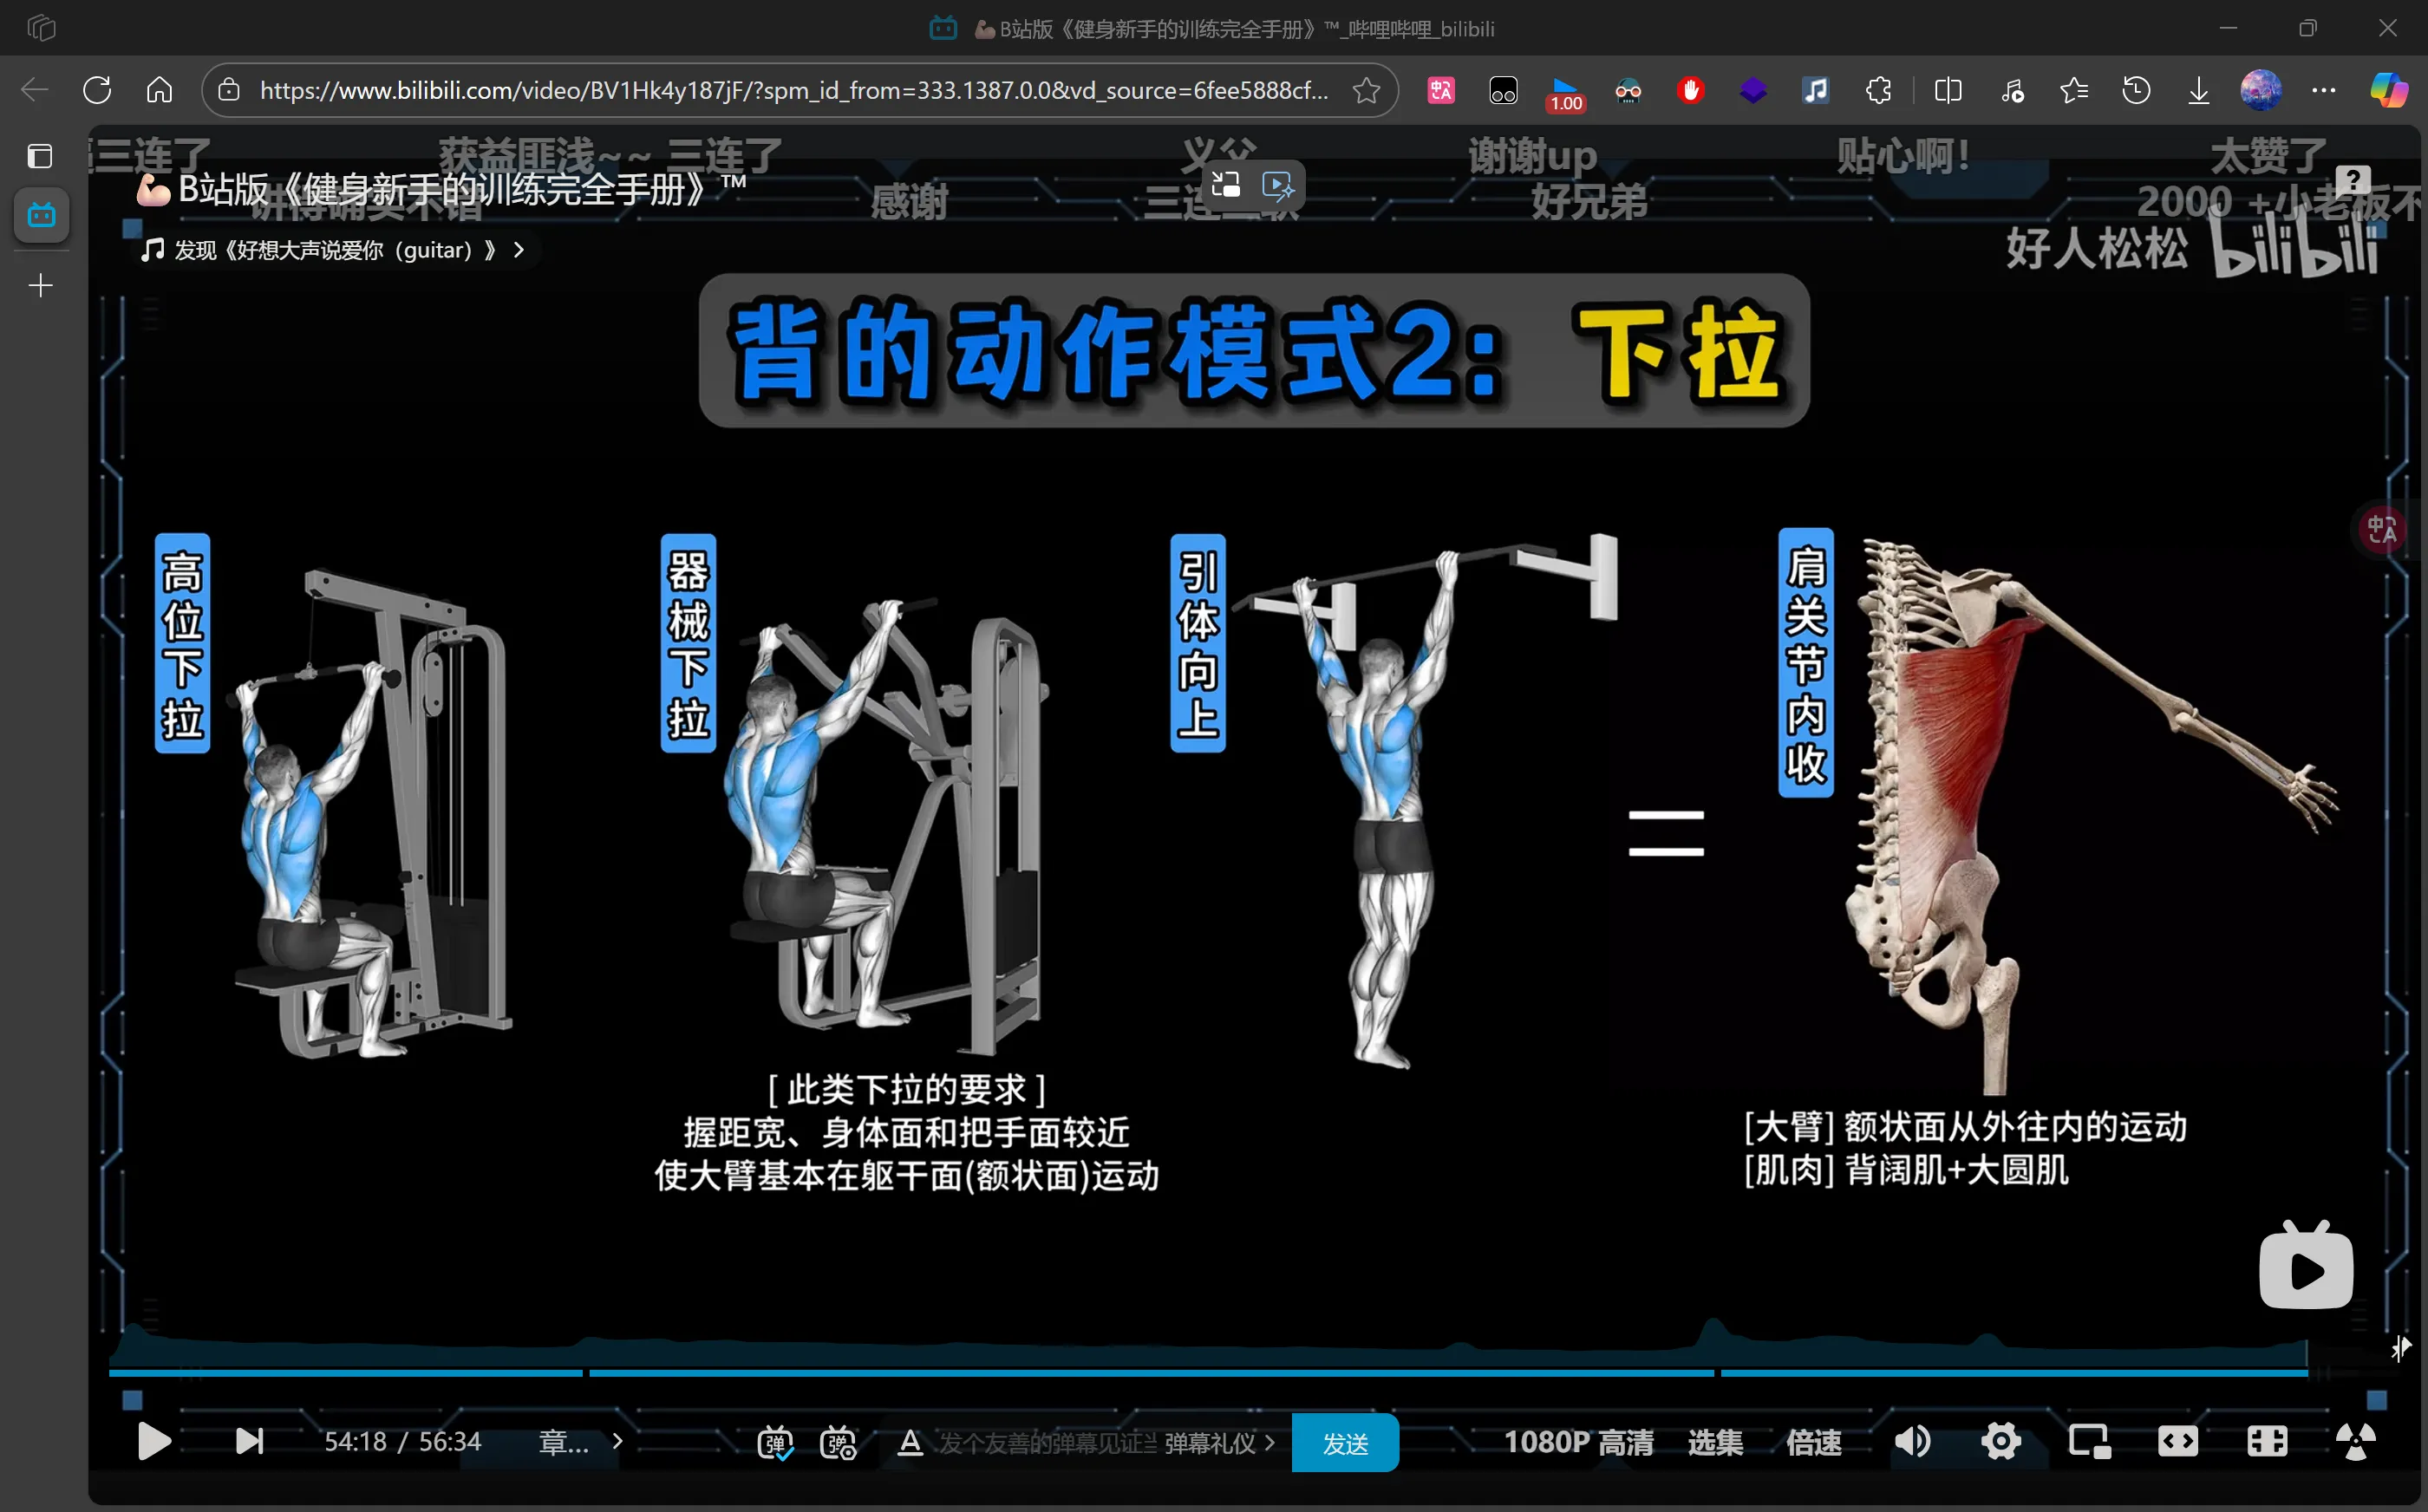 B站版《健身新手的训练完全手册》™_哔哩哔哩_bilibili
https://www.bilibili.com/video/BV1Hk4y187jF/?spm_id_from=333.1387.0.0&vd_source=6fee5888cf...
1.00
三连了
获益匪浅~~ 三连了
义父
谢谢up
贴心啊!
太赞了
B站版《健身新手的训练完全手册》™
感谢
好兄弟
2000 +小老板不
发现《好想大声说爱你（guitar）》
好人松松 bilibili
背的动作模式2: 下拉
高位下拉
器械下拉
引体向上
肩关节内收
[ 此类下拉的要求 ]
握距宽、身体面和把手面较近
使大臂基本在躯干面(额状面)运动
[大臂] 额状面从外往内的运动
[肌肉] 背阔肌+大圆肌
54:18 / 56:34
章...
发个友善的弹幕见证当
弹幕礼仪
发送
1080P 高清
选集
倍速